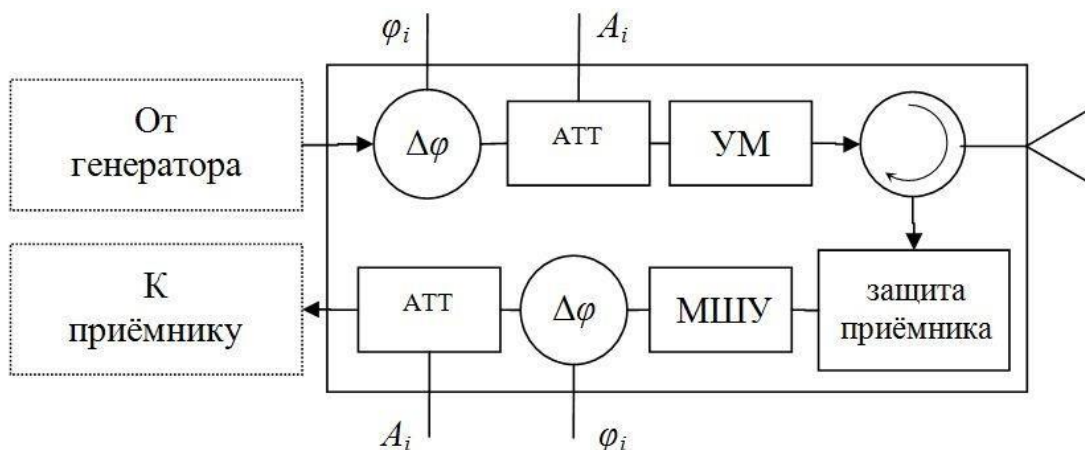 φi
Ai
От
генератора
Δφ
АТТ
УМ
К
приёмнику
АТТ
Δφ
МШУ
защита
приёмника
Ai
φi